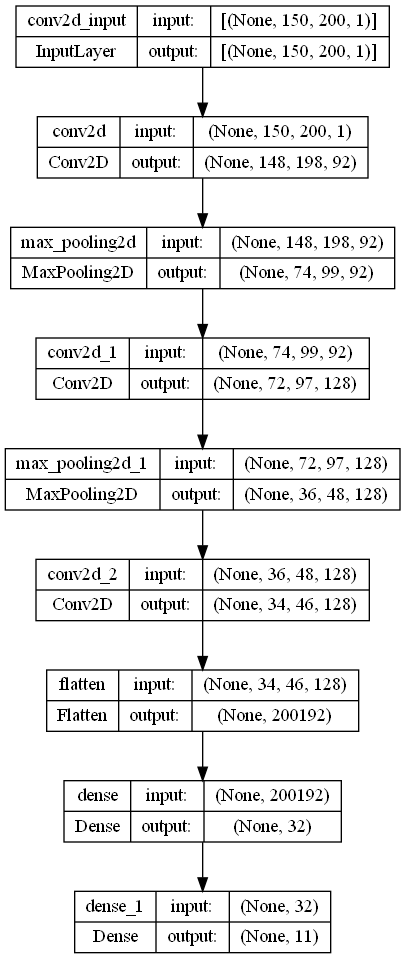 conv2d_input input: [(None, 150, 200, 1)]
InputLayer output: [(None, 150, 200, 1)]
conv2d input: (None, 150, 200, 1)
Conv2D output: (None, 148, 198, 92)
max_pooling2d input: (None, 148, 198, 92)
MaxPooling2D output: (None, 74, 99, 92)
conv2d_1 input: (None, 74, 99, 92)
Conv2D output: (None, 72, 97, 128)
max_pooling2d_1 input: (None, 72, 97, 128)
MaxPooling2D output: (None, 36, 48, 128)
conv2d_2 input: (None, 36, 48, 128)
Conv2D output: (None, 34, 46, 128)
flatten input: (None, 34, 46, 128)
Flatten output: (None, 200192)
dense input: (None, 200192)
Dense output: (None, 32)
dense_1 input: (None, 32)
Dense output: (None, 11)